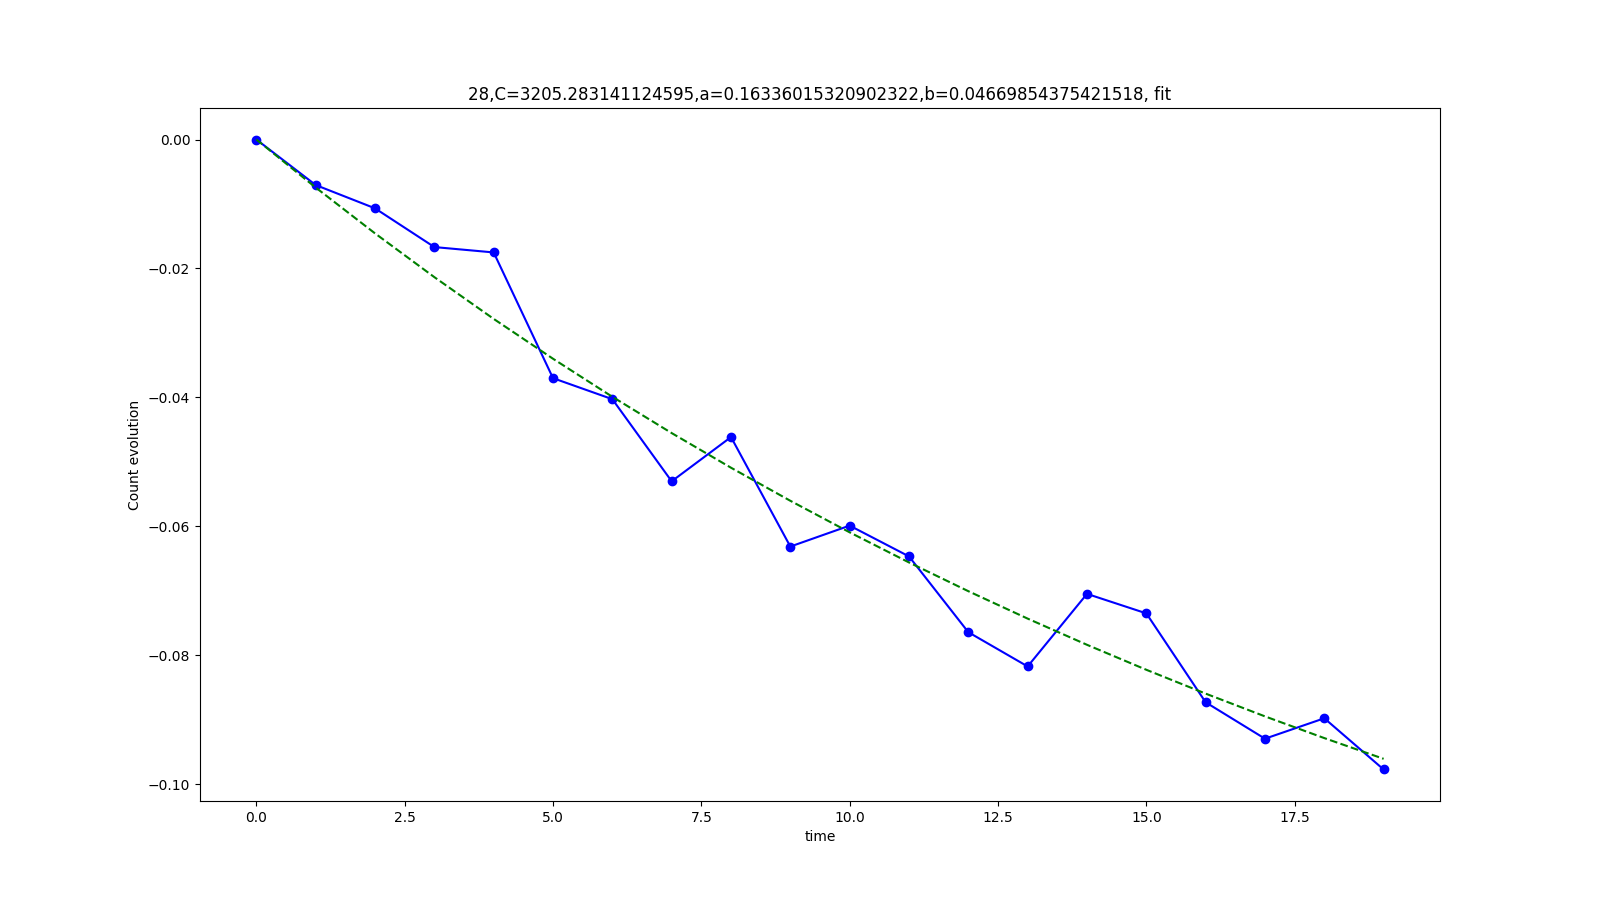 28,C=3205.283141124595,a=0.16336015320902322,b=0.04669854375421518, fit
0.00
−0.02
−0.04
−0.06
−0.08
−0.10
Count evolution
0.0 2.5 5.0 7.5 10.0 12.5 15.0 17.5
time